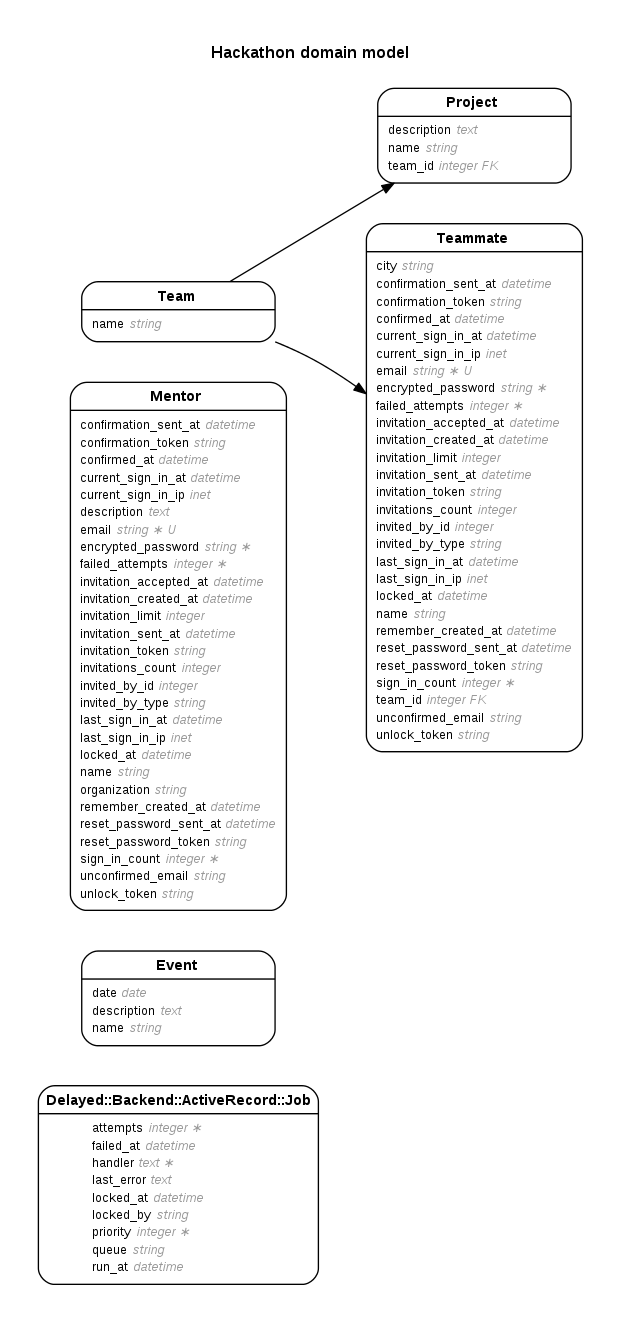 Hackathon domain model
Project
description text
name string
team_id integer FK
Team
name string
Teammate
city string
confirmation_sent_at datetime
confirmation_token string
confirmed_at datetime
current_sign_in_at datetime
current_sign_in_ip inet
email string ∗ U
encrypted_password string ∗
failed_attempts integer ∗
invitation_accepted_at datetime
invitation_created_at datetime
invitation_limit integer
invitation_sent_at datetime
invitation_token string
invitations_count integer
invited_by_id integer
invited_by_type string
last_sign_in_at datetime
last_sign_in_ip inet
locked_at datetime
name string
remember_created_at datetime
reset_password_sent_at datetime
reset_password_token string
sign_in_count integer ∗
team_id integer FK
unconfirmed_email string
unlock_token string
Mentor
confirmation_sent_at datetime
confirmation_token string
confirmed_at datetime
current_sign_in_at datetime
current_sign_in_ip inet
description text
email string ∗ U
encrypted_password string ∗
failed_attempts integer ∗
invitation_accepted_at datetime
invitation_created_at datetime
invitation_limit integer
invitation_sent_at datetime
invitation_token string
invitations_count integer
invited_by_id integer
invited_by_type string
last_sign_in_at datetime
last_sign_in_ip inet
locked_at datetime
name string
organization string
remember_created_at datetime
reset_password_sent_at datetime
reset_password_token string
sign_in_count integer ∗
unconfirmed_email string
unlock_token string
Event
date date
description text
name string
Delayed::Backend::ActiveRecord::Job
attempts integer ∗
failed_at datetime
handler text ∗
last_error text
locked_at datetime
locked_by string
priority integer ∗
queue string
run_at datetime